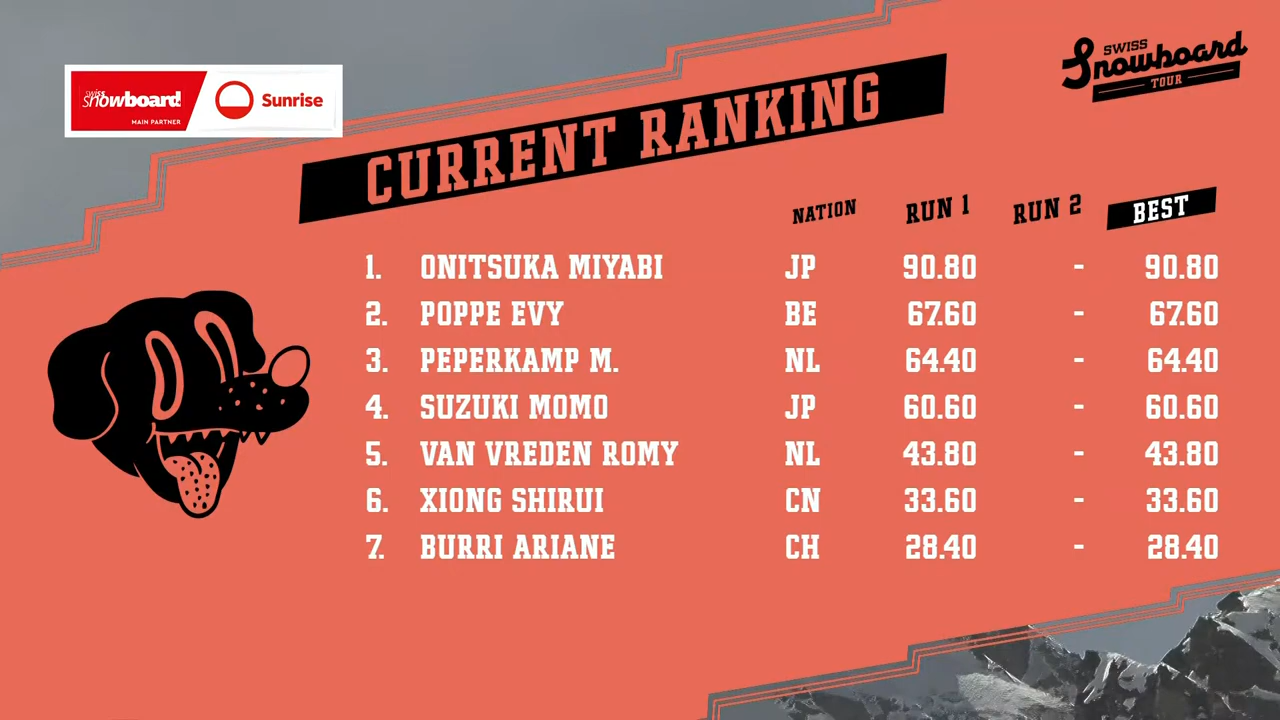 swiss snowboard
MAIN PARTNER
Sunrise
SWISS
Snowboard
TOUR
CURRENT RANKING
NATION RUN 1 RUN 2 BEST
1. ONITSUKA MIYABI JP 90.80 - 90.80
2. POPPE EVY BE 67.60 - 67.60
3. PEPERKAMP M. NL 64.40 - 64.40
4. SUZUKI MOMO JP 60.60 - 60.60
5. VAN VREDEN ROMY NL 43.80 - 43.80
6. XIONG SHIRUI CN 33.60 - 33.60
7. BURRI ARIANE CH 28.40 - 28.40